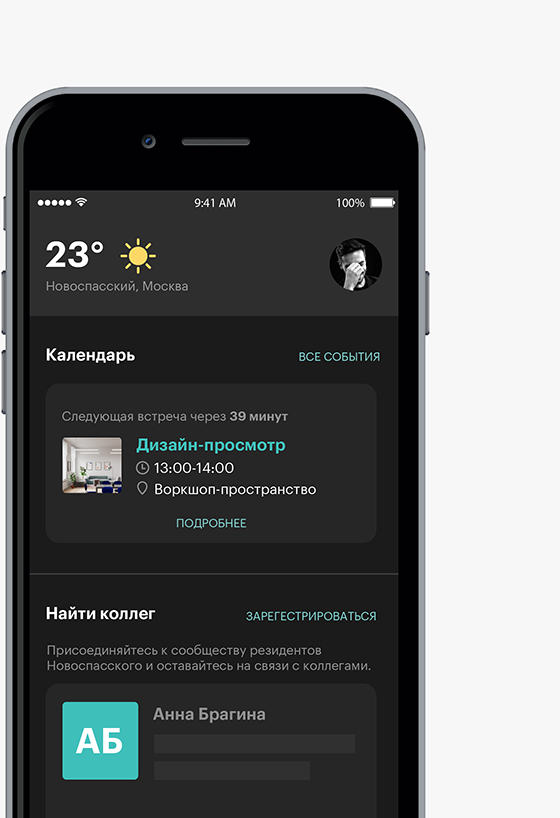 9:41 AM 100%
23°
Новоспасский, Москва
Календарь ВСЕ СОБЫТИЯ
Следующая встреча через 39 минут
Дизайн-просмотр
13:00-14:00
Воркшоп-пространство
ПОДРОБНЕЕ
Найти коллег ЗАРЕГЕСТРИРОВАТЬСЯ
Присоединяйтесь к сообществу резидентов
Новоспасского и оставайтесь на связи с коллегами.
АБ
Анна Брагина